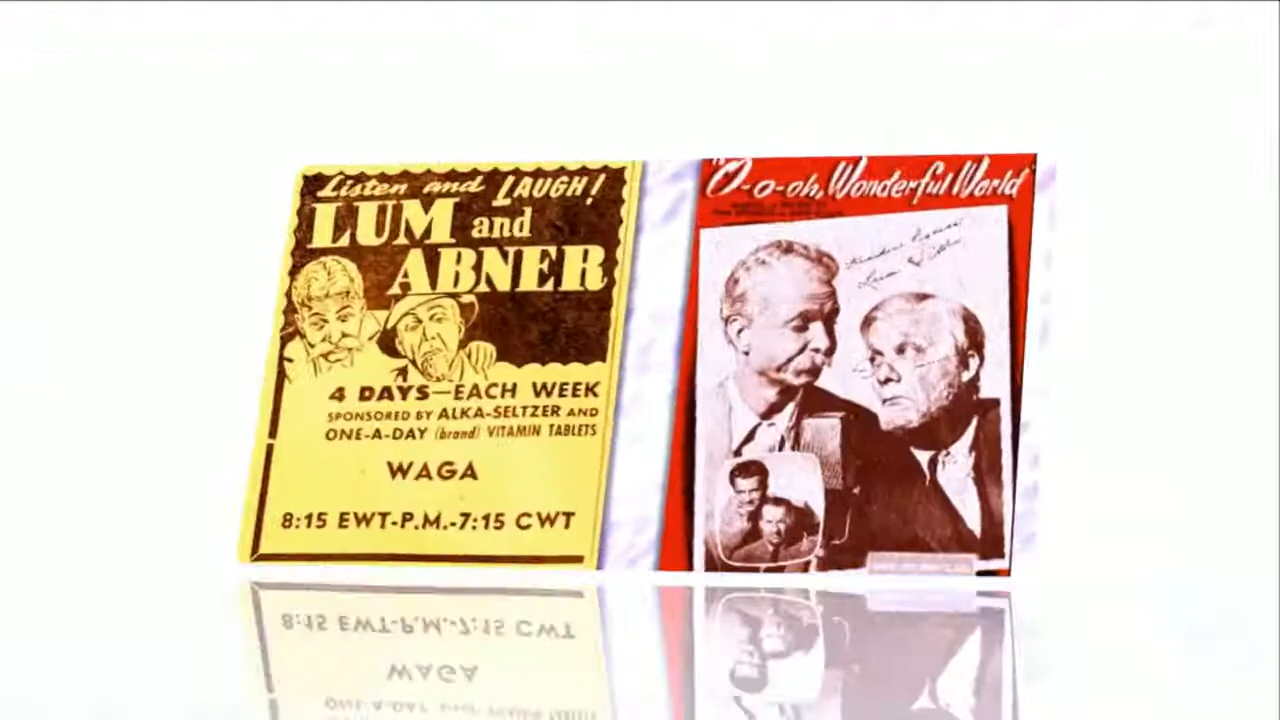 Listen and LAUGH!
LUM and
ABNER
4 DAYS—EACH WEEK
SPONSORED BY ALKA-SELTZER AND
ONE-A-DAY (brand) VITAMIN TABLETS
WAGA
8:15 EWT-P.M.-7:15 CWT
"O-o-oh, Wonderful World